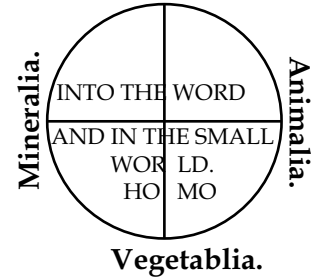 Mineralia.
INTO THE WORD
AND IN THE SMALL
WOR LD.
HO MO
Animalia.
Vegetablia.